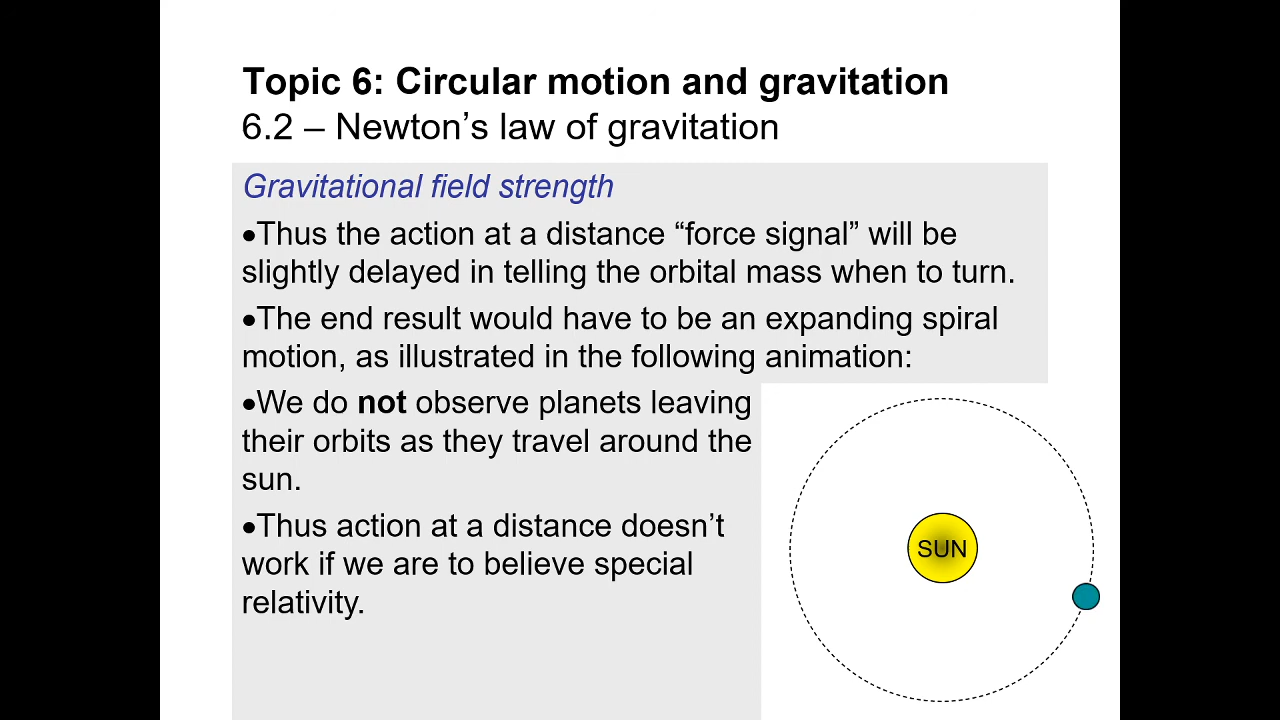 Topic 6: Circular motion and gravitation
6.2 – Newton’s law of gravitation
Gravitational field strength
•Thus the action at a distance “force signal” will be
slightly delayed in telling the orbital mass when to turn.
•The end result would have to be an expanding spiral
motion, as illustrated in the following animation:
•We do not observe planets leaving
their orbits as they travel around the
sun.
•Thus action at a distance doesn’t
work if we are to believe special
relativity.
SUN